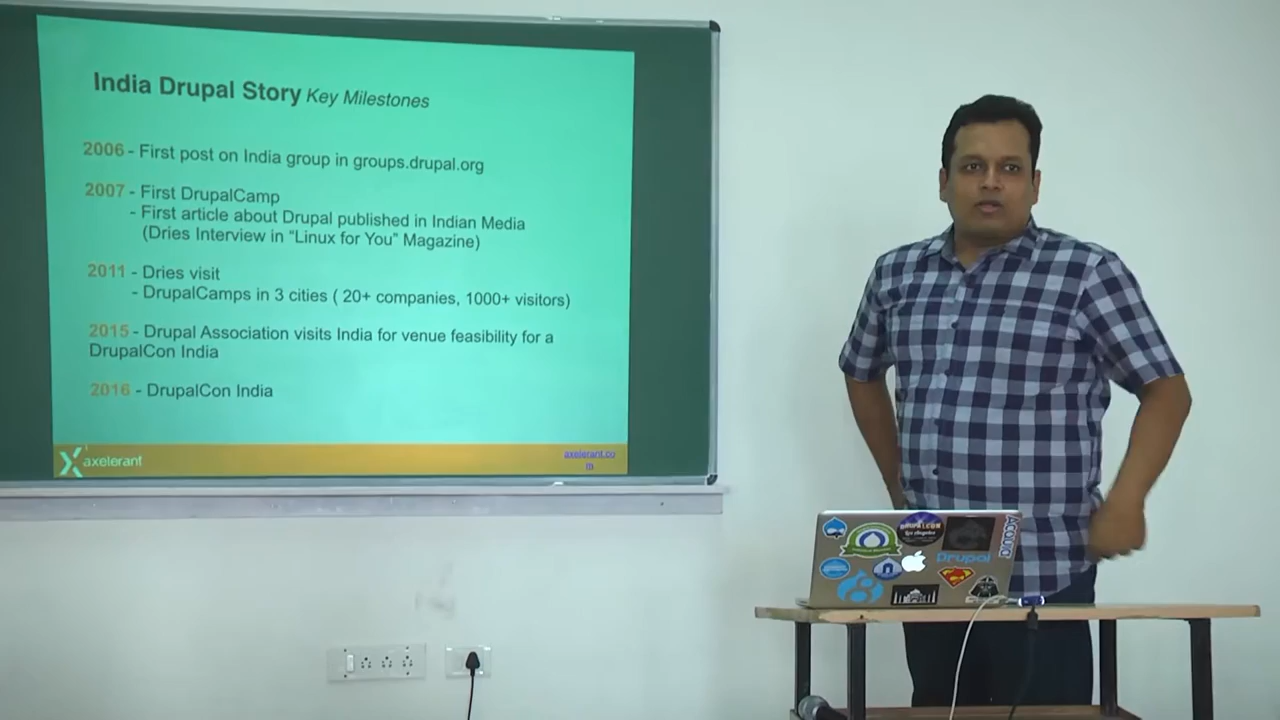 India Drupal Story Key Milestones
2006 - First post on India group in groups.drupal.org
2007 - First DrupalCamp
- First article about Drupal published in Indian Media
(Dries Interview in “Linux for You” Magazine)
2011 - Dries visit
- DrupalCamps in 3 cities ( 20+ companies, 1000+ visitors)
2015 - Drupal Association visits India for venue feasibility for a
DrupalCon India
2016 - DrupalCon India
axelerant
axelerant.co
m
DRUPALCON
Los Angeles
Drupal